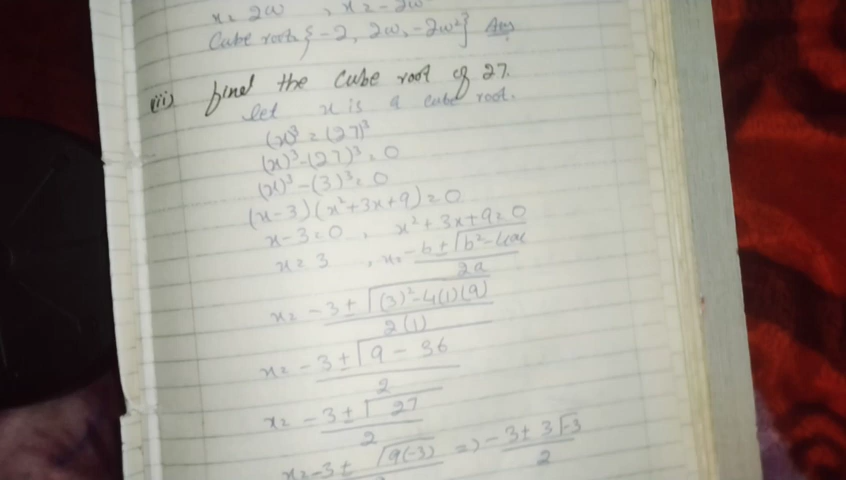 x = 2ω , x = -2ω²
Cube roots {-2, 2ω, -2ω²} Ans
(iii) find the cube root of 27.
let x is a cube root.
(x)³ = (27)³
(x)³-(27)³ = 0
(x)³-(3)³ = 0
(x-3)(x²+3x+9)=0
x-3=0 , x²+3x+9=0
x = 3 , x = -b±√b²-4ac / 2a
x = -3±√(3)²-4(1)(9) / 2(1)
x = -3±√9-36 / 2
x = -3±√27 / 2
x = -3±√9(-3) => -3±3√-3 / 2